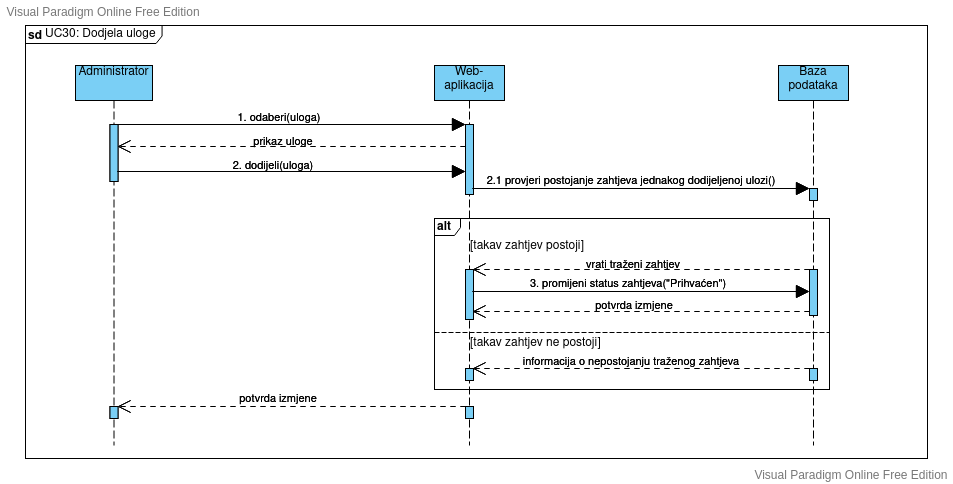 Visual Paradigm Online Free Edition
sd UC30: Dodjela uloge
Administrator
Web-
aplikacija
Baza
podataka
1. odaberi(uloga)
prikaz uloge
2. dodijeli(uloga)
2.1 provjeri postojanje zahtjeva jednakog dodijeljenoj ulozi()
alt
[takav zahtjev postoji]
vrati traženi zahtjev
3. promijeni status zahtjeva("Prihvaćen")
potvrda izmjene
[takav zahtjev ne postoji]
informacija o nepostojanju traženog zahtjeva
potvrda izmjene
Visual Paradigm Online Free Edition